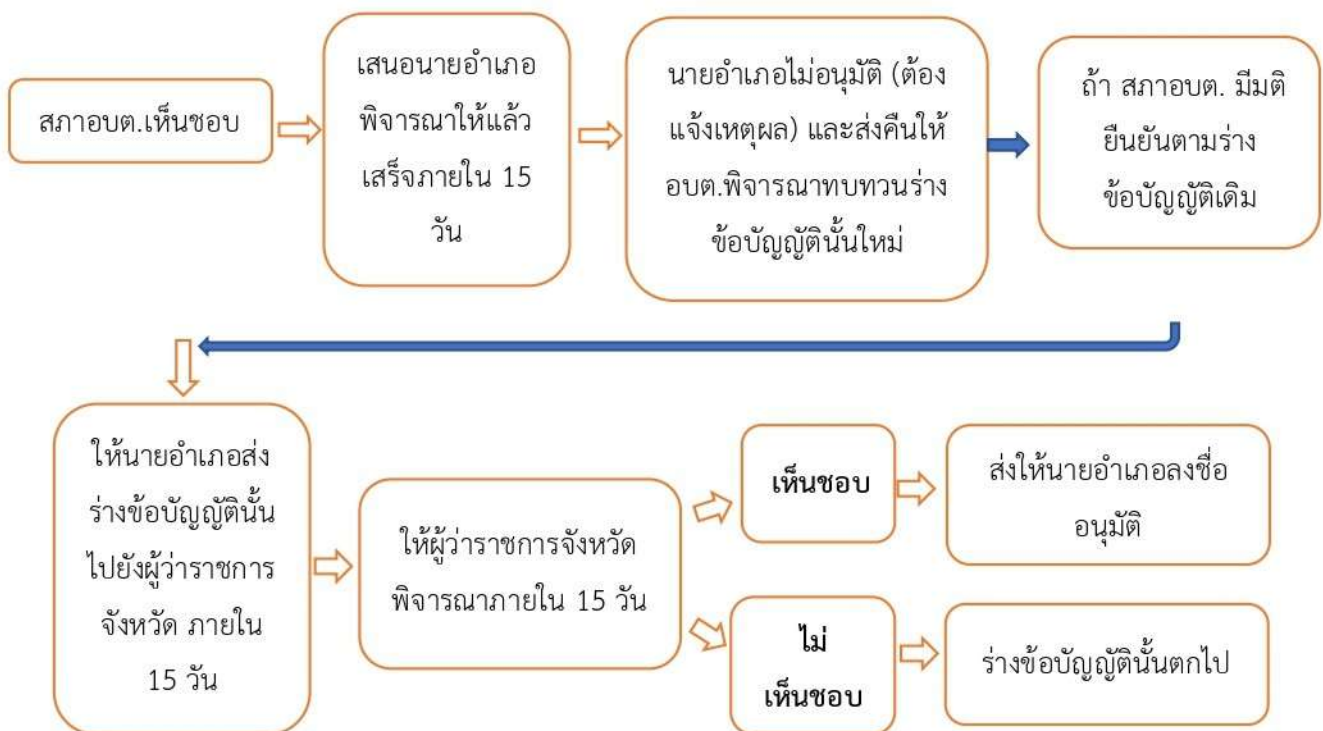 สภาอบต.เห็นชอบ
เสนอนายอำเภอ
พิจารณาให้แล้ว
เสร็จภายใน 15
วัน
นายอำเภอไม่อนุมัติ (ต้อง
แจ้งเหตุผล) และส่งคืนให้
อบต.พิจารณาทบทวนร่าง
ข้อบัญญัตินั้นใหม่
ถ้า สภาอบต. มีมติ
ยืนยันตามร่าง
ข้อบัญญัติเดิม
ให้นายอำเภอส่ง
ร่างข้อบัญญัตินั้น
ไปยังผู้ว่าราชการ
จังหวัด ภายใน
15 วัน
ให้ผู้ว่าราชการจังหวัด
พิจารณาภายใน 15 วัน
เห็นชอบ
ส่งให้นายอำเภอลงชื่อ
อนุมัติ
ไม่
เห็นชอบ
ร่างข้อบัญญัตินั้นตกไป